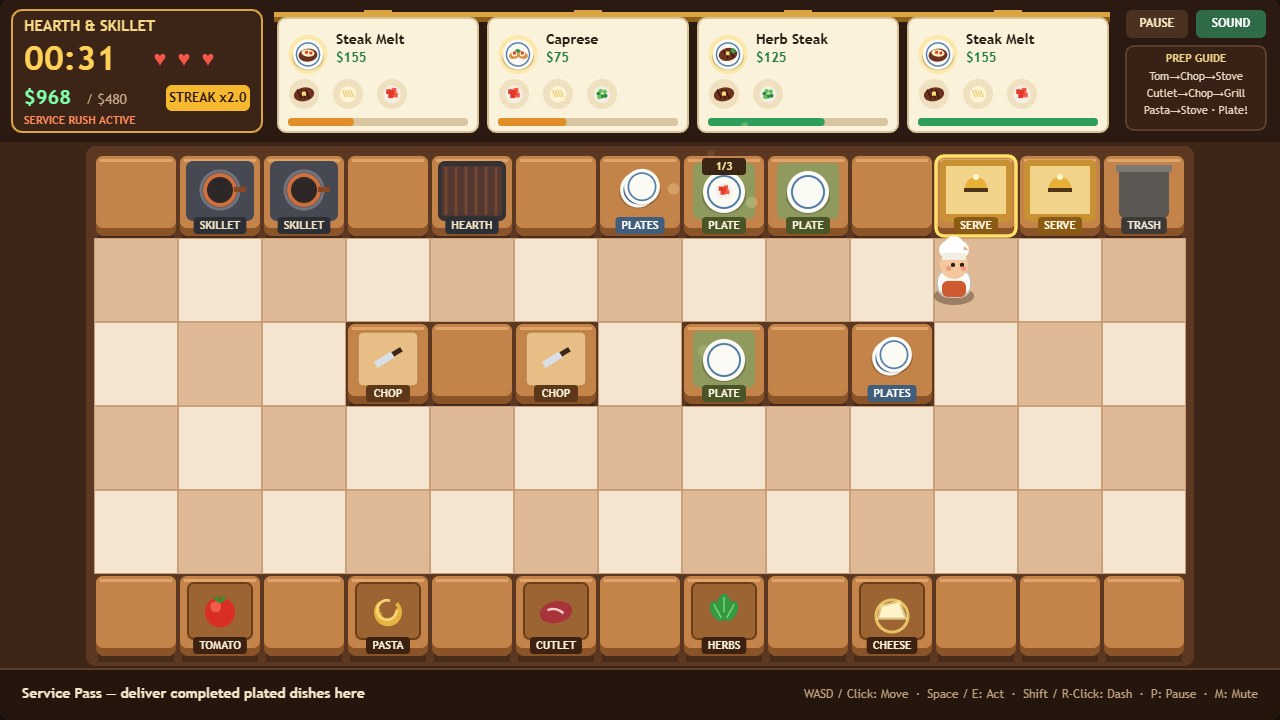 HEARTH & SKILLET
00:31
$968 / $480
STREAK x2.0
SERVICE RUSH ACTIVE
Steak Melt
$155
Caprese
$75
Herb Steak
$125
Steak Melt
$155
PAUSE
SOUND
PREP GUIDE
Tom→Chop→Stove
Cutlet→Chop→Grill
Pasta→Stove · Plate!
SKILLET
SKILLET
HEARTH
PLATES
1/3
PLATE
PLATE
SERVE
SERVE
TRASH
CHOP
CHOP
PLATE
PLATES
TOMATO
PASTA
CUTLET
HERBS
CHEESE
Service Pass — deliver completed plated dishes here
WASD / Click: Move · Space / E: Act · Shift / R-Click: Dash · P: Pause · M: Mute